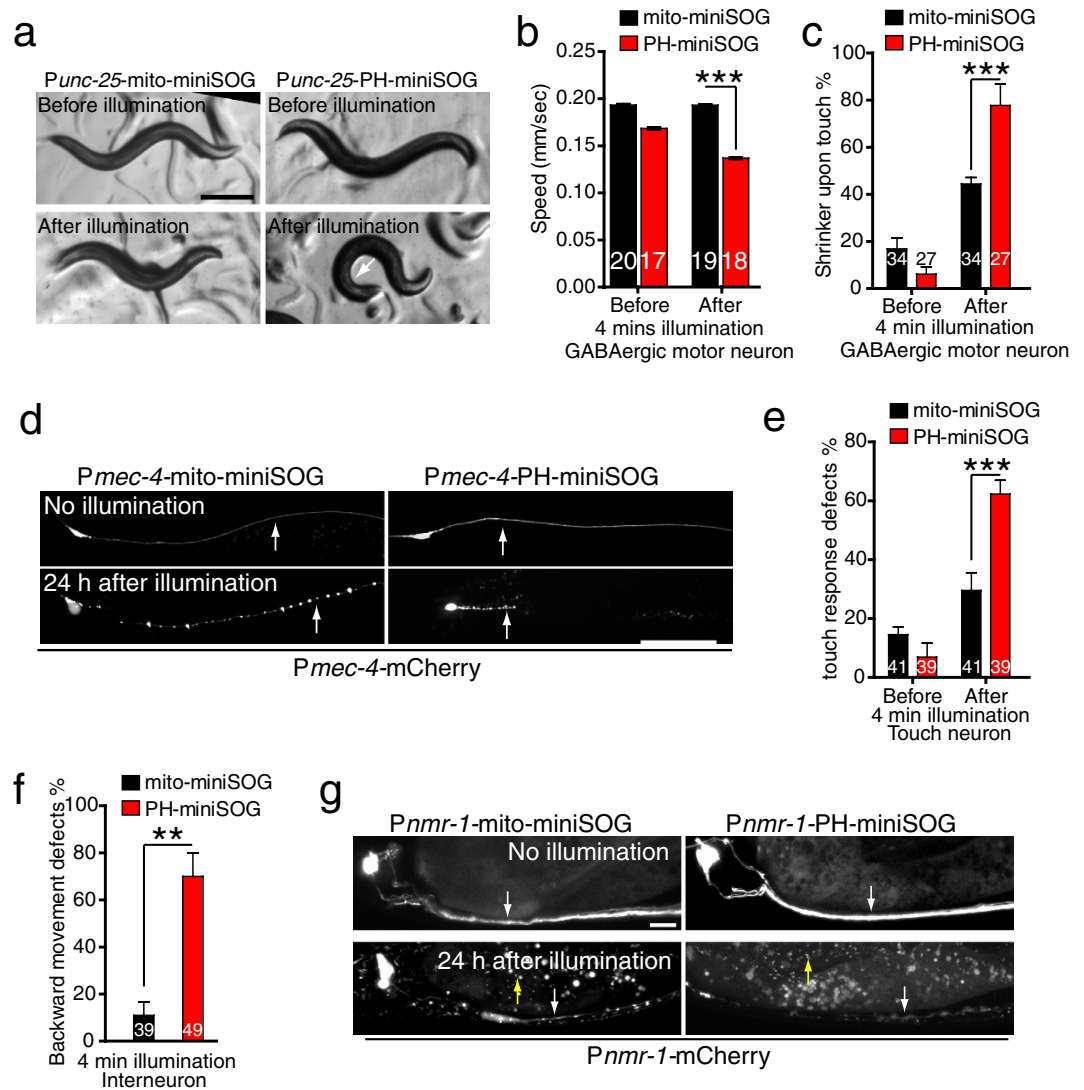 a
Punc-25-mito-miniSOG
Punc-25-PH-miniSOG
Before illumination
Before illumination
After illumination
After illumination
b
mito-miniSOG
PH-miniSOG
Speed (mm/sec)
0.25
0.20
0.15
0.10
0.05
0.00
***
20
17
19
18
Before
After
4 mins illumination
GABAergic motor neuron
c
mito-miniSOG
PH-miniSOG
Shrinker upon touch %
100
80
60
40
20
0
***
34
27
34
27
Before
After
4 min illumination
GABAergic motor neuron
d
Pmec-4-mito-miniSOG
Pmec-4-PH-miniSOG
No illumination
24 h after illumination
Pmec-4-mCherry
e
mito-miniSOG
PH-miniSOG
touch response defects %
80
60
40
20
0
***
41
39
41
39
Before
After
4 min illumination
Touch neuron
f
mito-miniSOG
PH-miniSOG
Backward movement defects %
100
80
60
40
20
0
**
39
49
4 min illumination
Interneuron
g
Pnmr-1-mito-miniSOG
Pnmr-1-PH-miniSOG
No illumination
24 h after illumination
Pnmr-1-mCherry